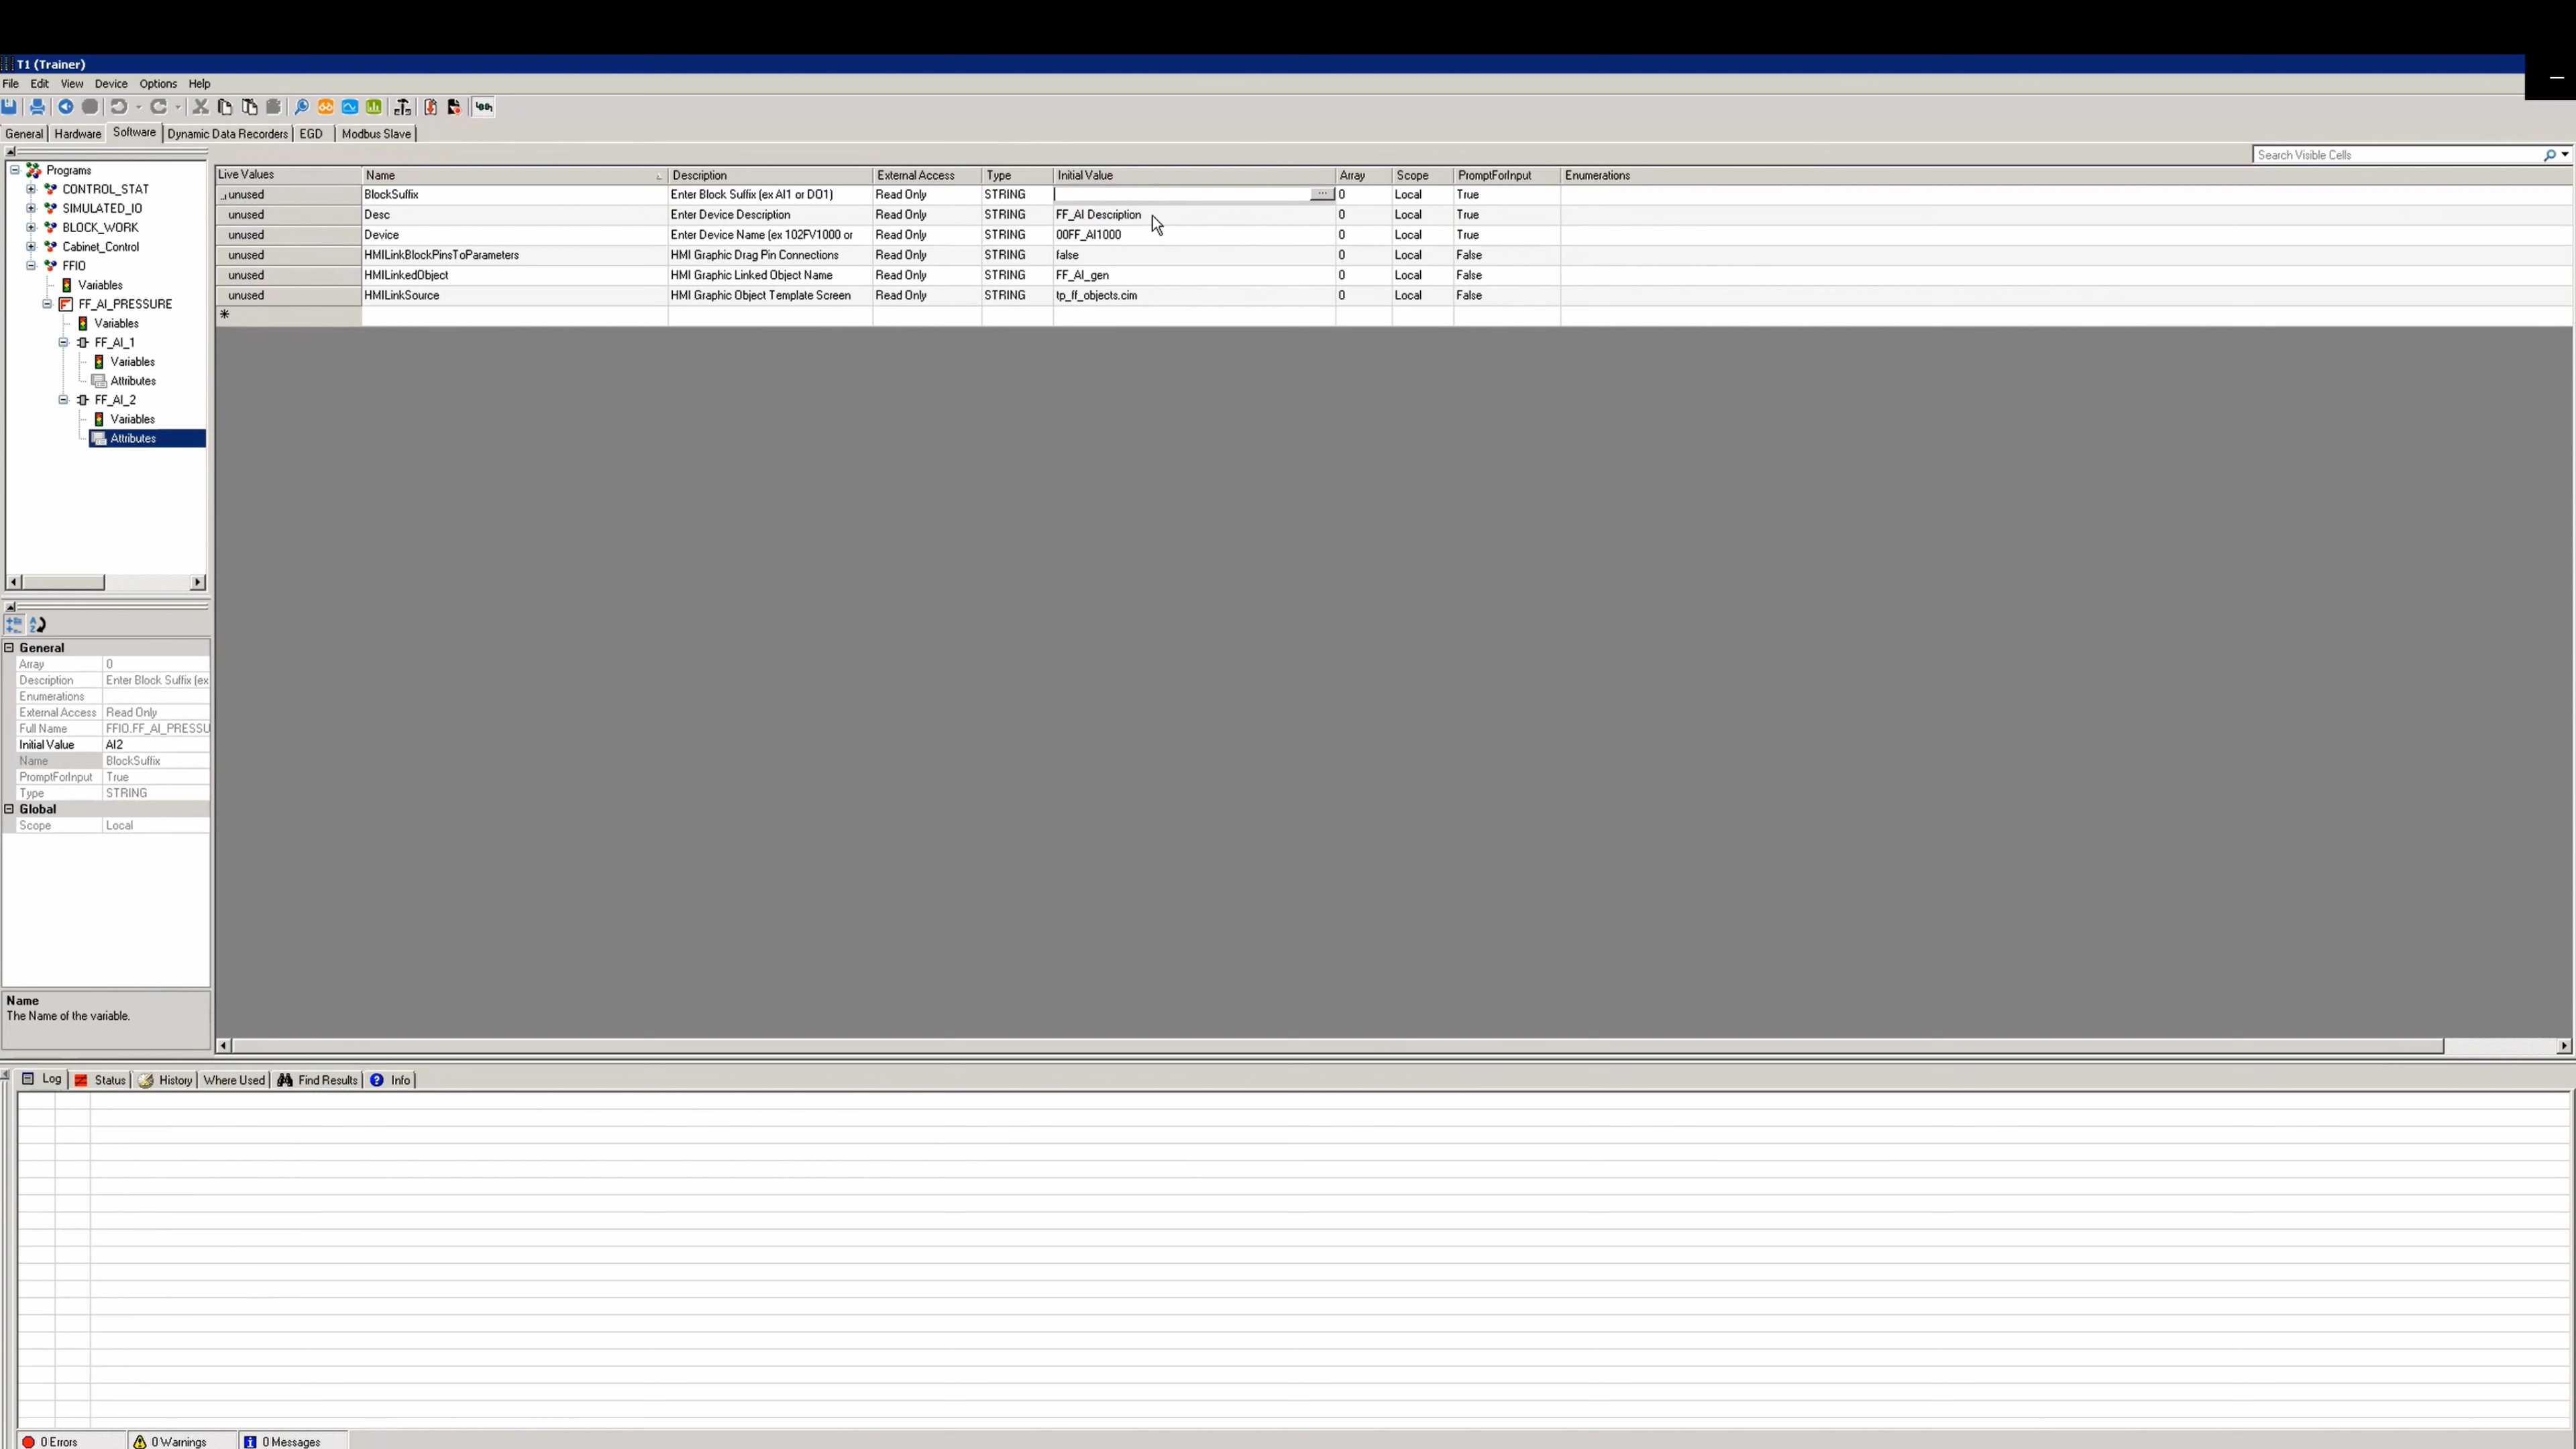 T1 (Trainer)
File Edit View Device Options Help
General Hardware Software Dynamic Data Recorders EGD Modbus Slave
Search Visible Cells
Programs
CONTROL_STAT
SIMULATED_IO
BLOCK_WORK
Cabinet_Control
FFIO
Variables
FF_AI_PRESSURE
Variables
FF_AI_1
Variables
Attributes
FF_AI_2
Variables
Attributes
Live Values Name Description External Access Type Initial Value Array Scope PromptForInput Enumerations
unused BlockSuffix Enter Block Suffix (ex AI1 or DO1) Read Only STRING ... 0 Local True
unused Desc Enter Device Description Read Only STRING FF_AI Description 0 Local True
unused Device Enter Device Name (ex 102FV1000 or Read Only STRING 00FF_AI1000 0 Local True
unused HMILinkBlockPinsToParameters HMI Graphic Drag Pin Connections Read Only STRING false 0 Local False
unused HMILinkedObject HMI Graphic Linked Object Name Read Only STRING FF_AI_gen 0 Local False
unused HMILinkSource HMI Graphic Object Template Screen Read Only STRING tp_ff_objects.cim 0 Local False
General
Array 0
Description Enter Block Suffix (ex
Enumerations
External Access Read Only
Full Name FFIO.FF_AI_PRESSU
Initial Value AI2
Name BlockSuffix
PromptForInput True
Type STRING
Global
Scope Local
Name
The Name of the variable.
Log Status History Where Used Find Results Info
0 Errors 0 Warnings 0 Messages